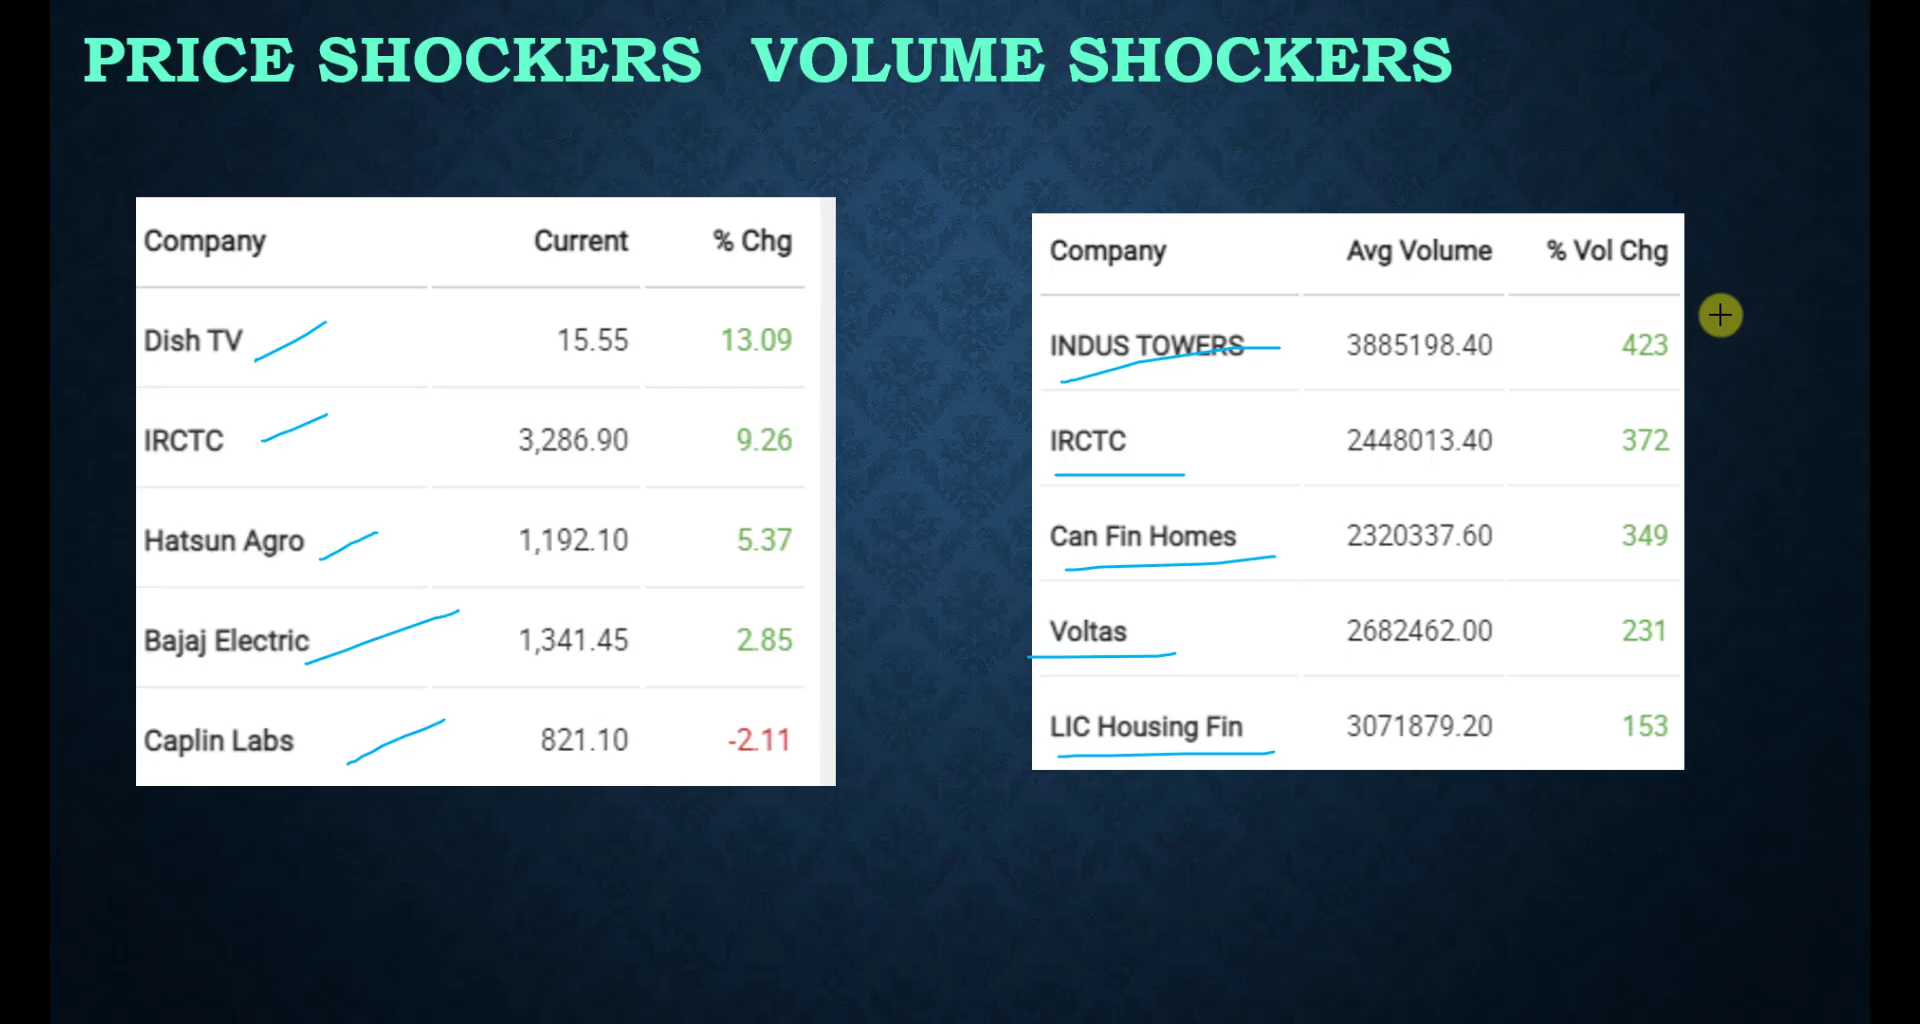 PRICE SHOCKERS VOLUME SHOCKERS
Company Current % Chg
Dish TV 15.55 13.09
IRCTC 3,286.90 9.26
Hatsun Agro 1,192.10 5.37
Bajaj Electric 1,341.45 2.85
Caplin Labs 821.10 -2.11
Company Avg Volume % Vol Chg
INDUS TOWERS 3885198.40 423
IRCTC 2448013.40 372
Can Fin Homes 2320337.60 349
Voltas 2682462.00 231
LIC Housing Fin 3071879.20 153